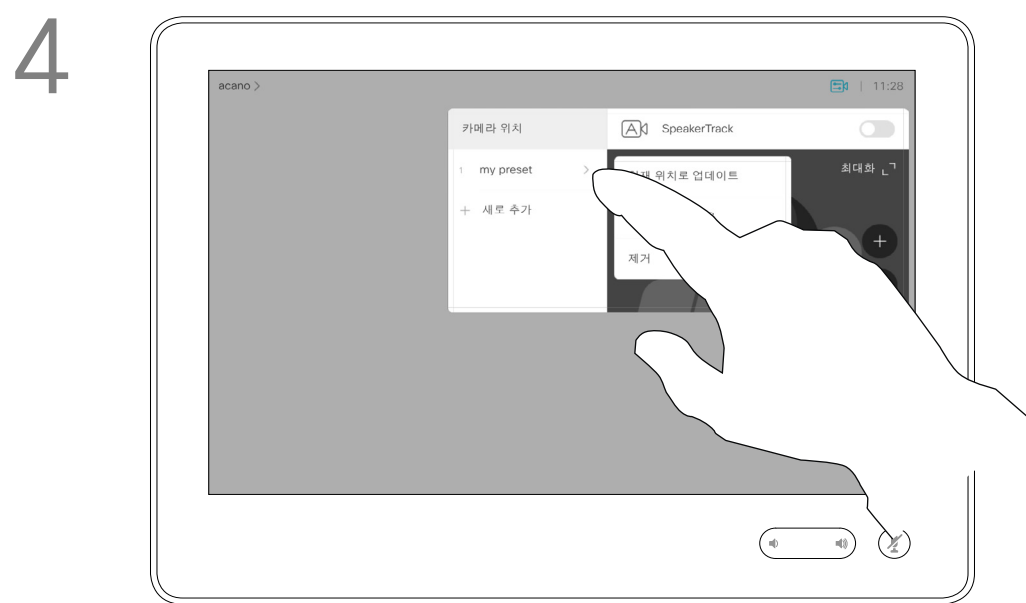 4
acano >
11:28
카메라 위치
SpeakerTrack
1 my preset >
위치로 업데이트
최대화
+ 새로 추가
+
제거